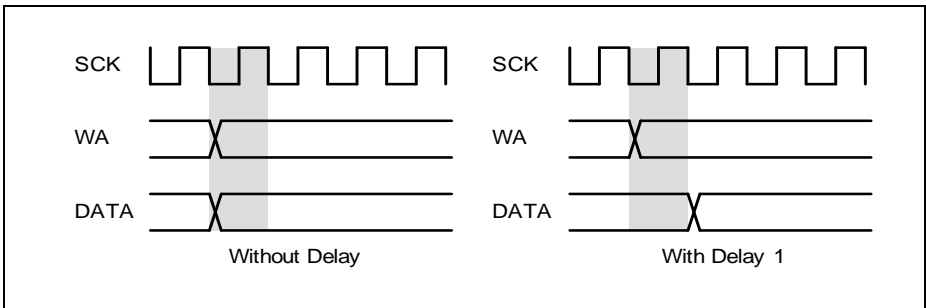 SCK
WA
DATA
Without Delay
SCK
WA
DATA
With Delay 1